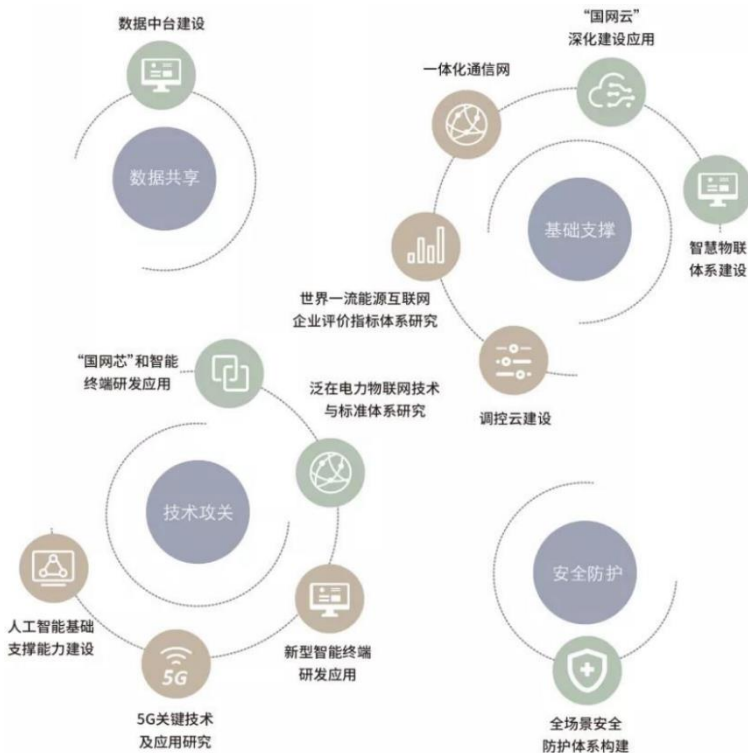 数据中台建设
数据共享
“国网云”
深化建设应用
一体化通信网
基础支撑
智慧物联
体系建设
世界一流能源互联网
企业评价指标体系研究
调控云建设
“国网芯”和智能
终端研发应用
泛在电力物联网技术
与标准体系研究
技术攻关
人工智能基础
支撑能力建设
新型智能终端
研发应用
5G
5G关键技术
及应用研究
安全防护
全场景安全
防护体系构建